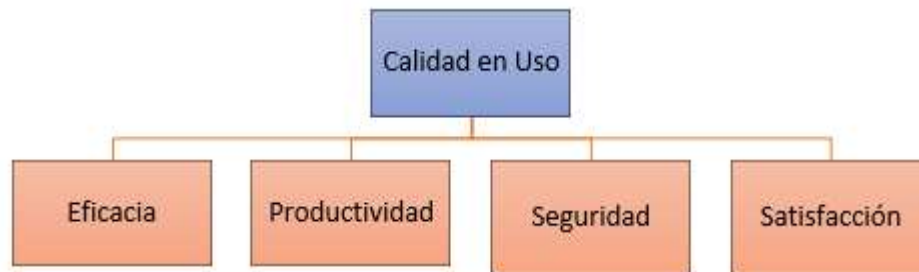 Calidad en Uso
Eficacia
Productividad
Seguridad
Satisfacción